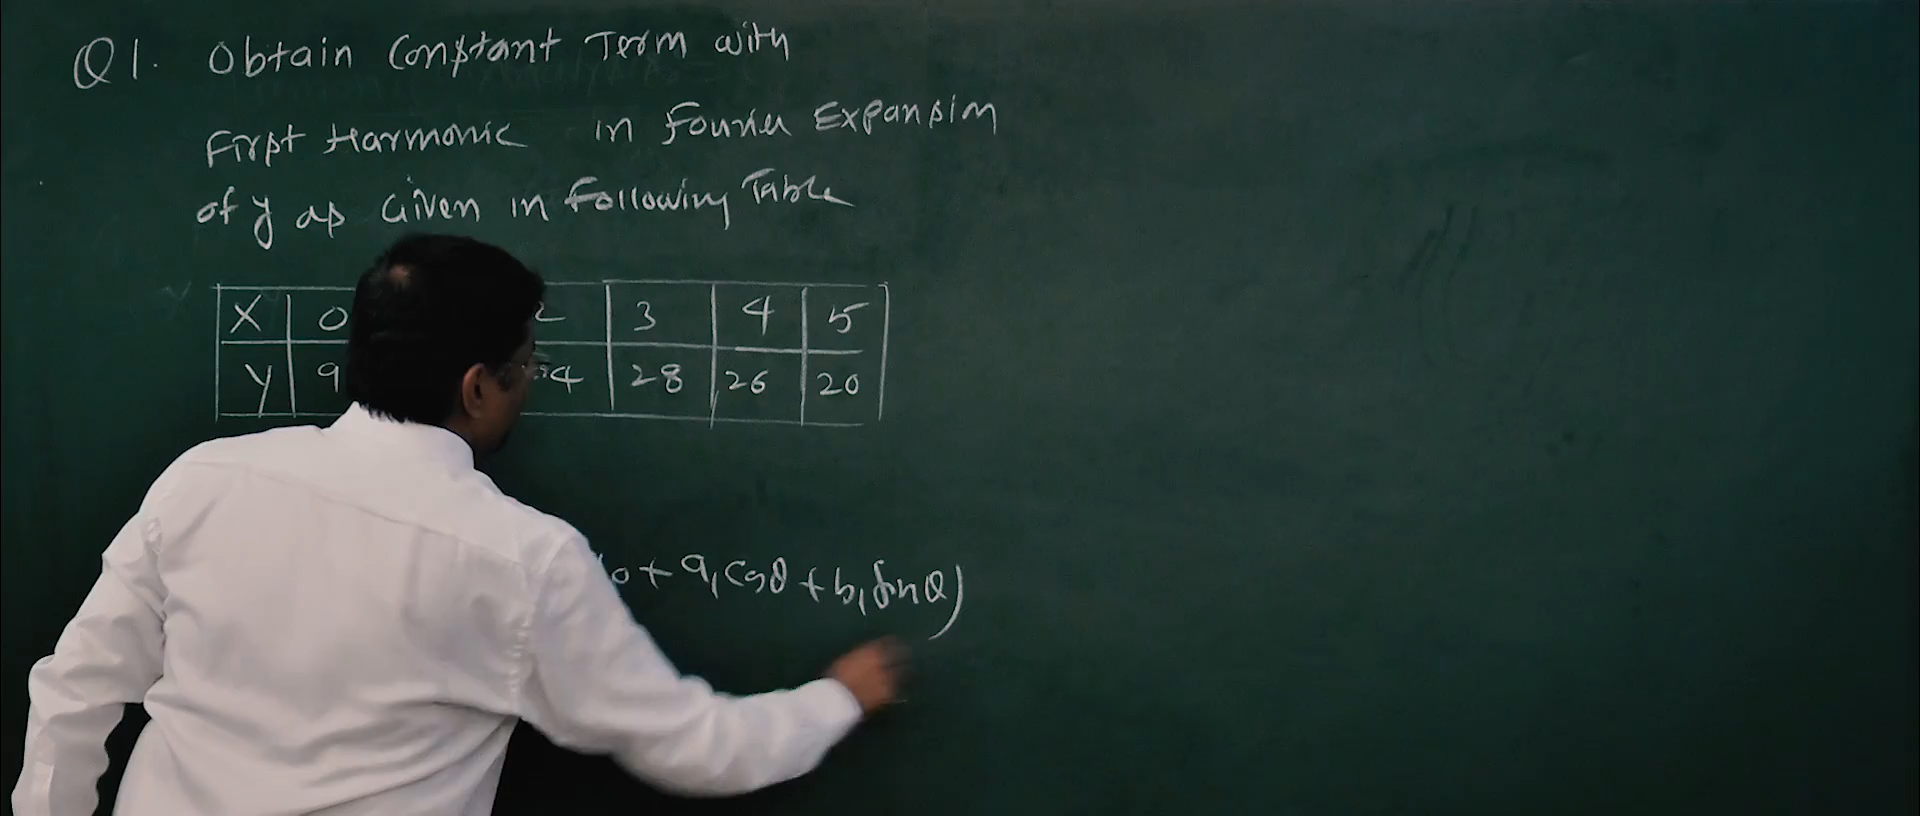 Q1. Obtain Constant Term with
First Harmonic in Fourier Expansion
of y as Given in Following Table
X 0 2 3 4 5
Y 9 4 28 26 20
0 + a₁ cosθ + b₁ sinθ)